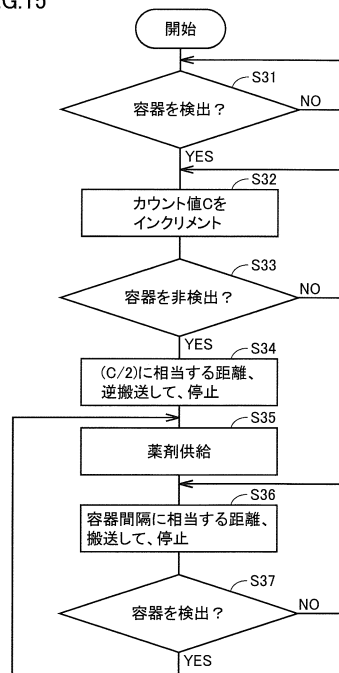 G.15
開始
S31
容器を検出？
NO
YES
S32
カウント値Cを
インクリメント
S33
容器を非検出？
NO
YES
S34
(C/2)に相当する距離、
逆搬送して、停止
S35
薬剤供給
S36
容器間隔に相当する距離、
搬送して、停止
S37
容器を検出？
NO
YES